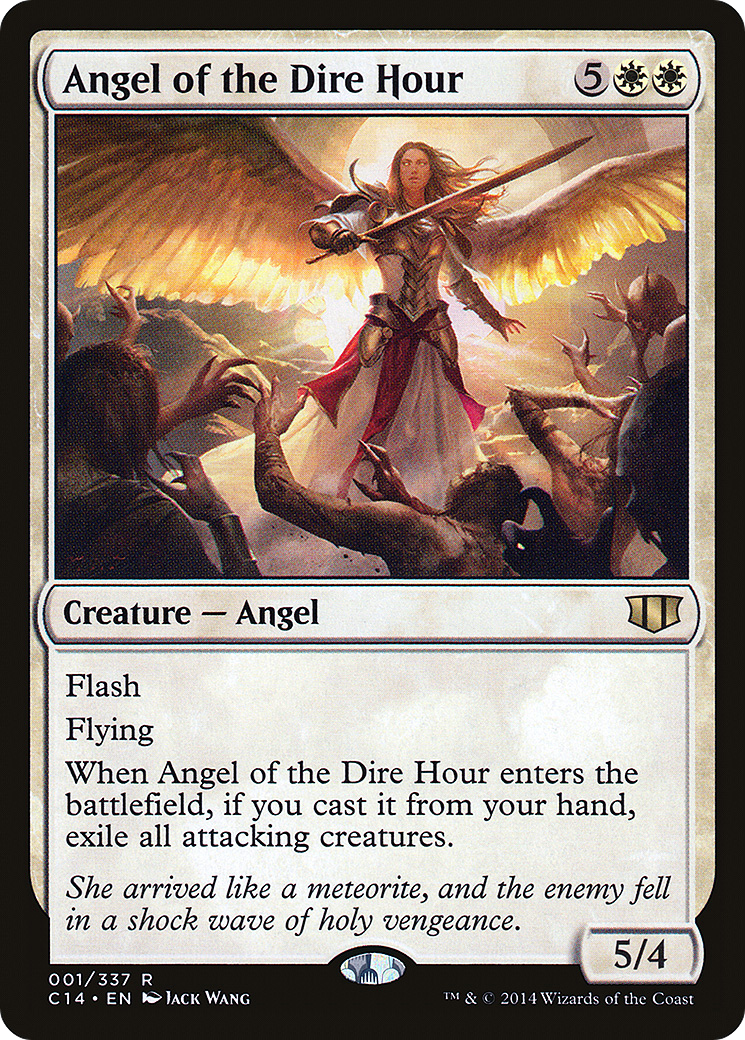 Angel of the Dire Hour 5
Creature — Angel
Flash
Flying
When Angel of the Dire Hour enters the
battlefield, if you cast it from your hand,
exile all attacking creatures.
She arrived like a meteorite, and the enemy fell
in a shock wave of holy vengeance.
5/4
001/337 R
C14 • EN Jack Wang
™ & © 2014 Wizards of the Coast